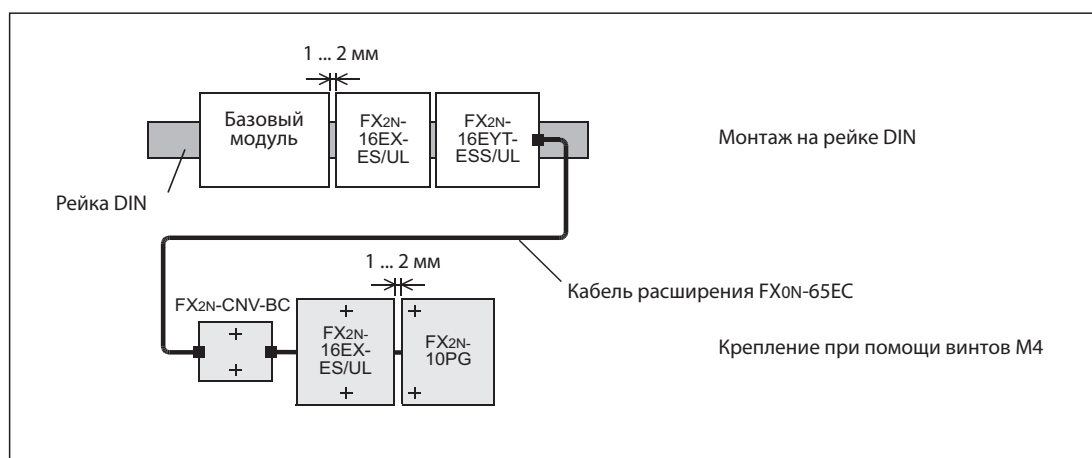 1 ... 2 мм
Базовый
модуль
FX2N-
16EX-
ES/UL
FX2N-
16EYT-
ESS/UL
Монтаж на рейке DIN
Рейка DIN
1 ... 2 мм
Кабель расширения FX0N-65EC
FX2N-CNV-BC
FX2N-
16EX-
ES/UL
FX2N-
10PG
Крепление при помощи винтов M4